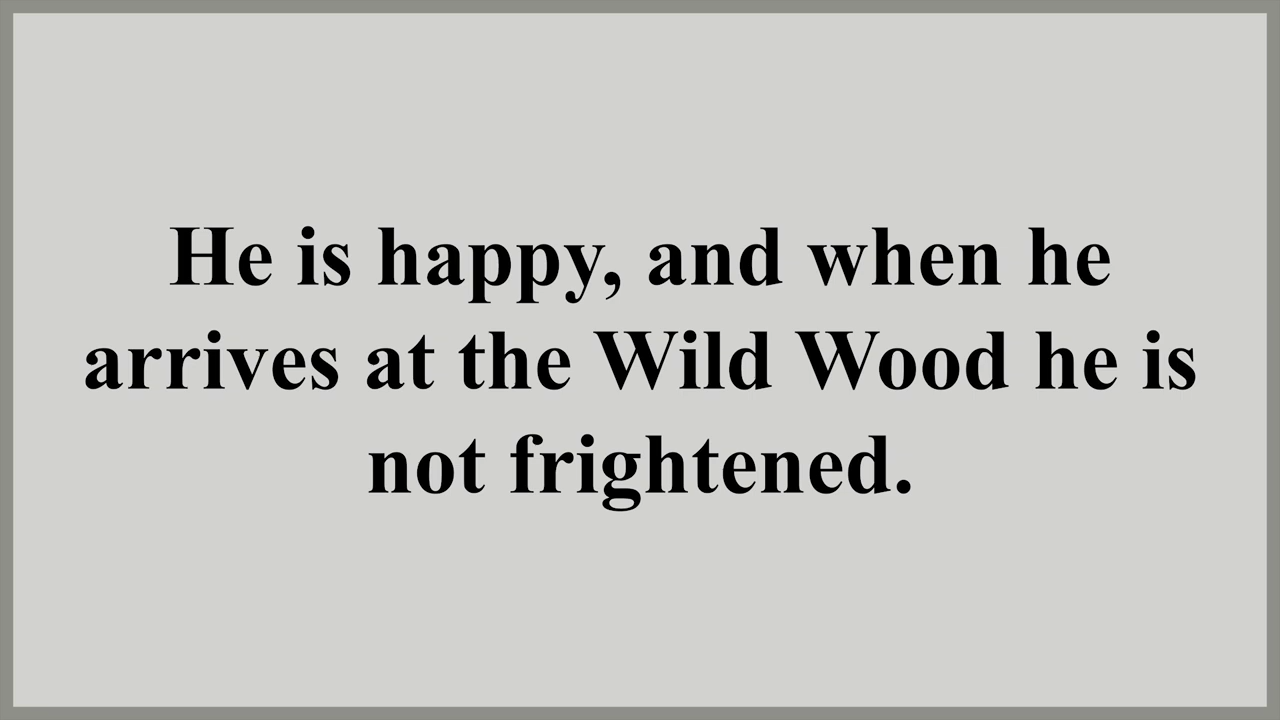 He is happy, and when he
arrives at the Wild Wood he is
not frightened.